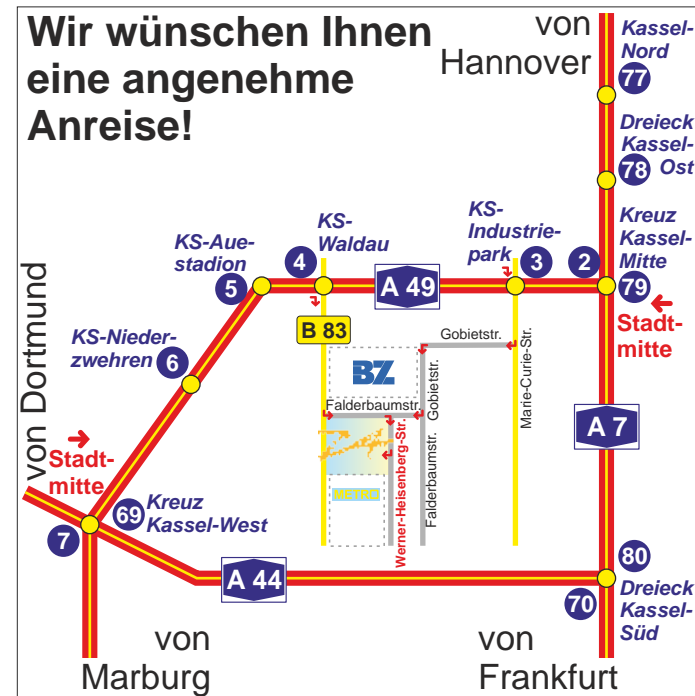 Wir wünschen Ihnen
eine angenehme
Anreise!
von
Hannover
Kassel-
Nord
77
Dreieck
Kassel-
Ost
78
Kreuz
Kassel-
Mitte
79
2
Stadt-
mitte
KS-
Industrie-
park
3
KS-
Waldau
4
KS-Aue-
stadion
5
A 49
B 83
KS-Nieder-
zwehren
6
von Dortmund
Stadt-
mitte
Gobietstr.
Gobietstr.
Marie-Curie-Str.
BZ
Falderbaumstr.
Falderbaumstr.
Werner-Heisenberg-Str.
METRO
A 7
69
Kreuz
Kassel-West
7
A 44
80
70
Dreieck
Kassel-
Süd
von
Marburg
von
Frankfurt